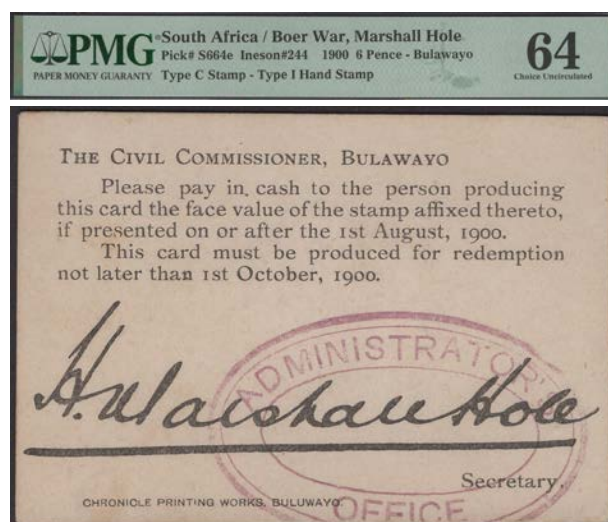 PMG
PAPER MONEY GUARANTY
South Africa / Boer War, Marshall Hole
Pick# S664e Ineson#244 1900 6 Pence - Bulawayo
Type C Stamp - Type I Hand Stamp
64
Choice Uncirculated
THE CIVIL COMMISSIONER, BULAWAYO
Please pay in cash to the person producing
this card the face value of the stamp affixed thereto,
if presented on or after the 1st August, 1900.
This card must be produced for redemption
not later than 1st October, 1900.
H. Marshall Hole
ADMINISTRATOR'S
OFFICE
Secretary.
CHRONICLE PRINTING WORKS, BULUWAYO.